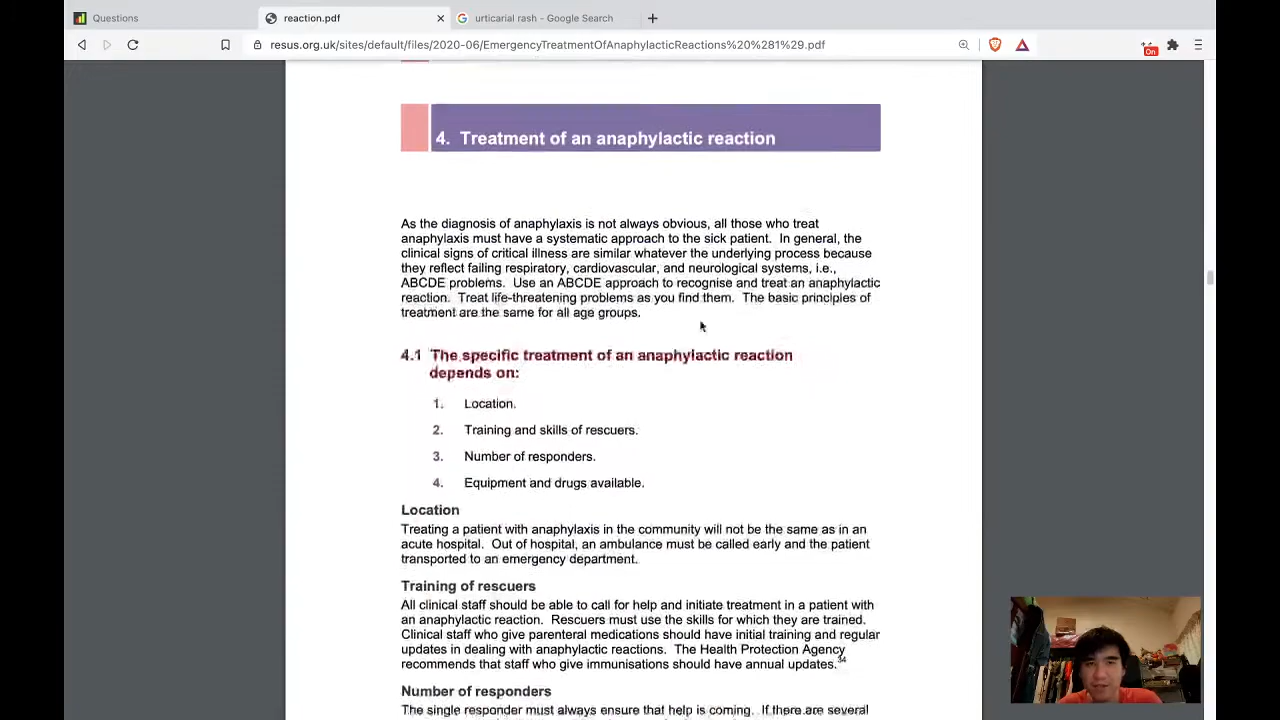 Questions
reaction.pdf
urticarial rash - Google Search
resus.org.uk/sites/default/files/2020-06/EmergencyTreatmentOfAnaphylacticReactions%20%281%29.pdf
On
4. Treatment of an anaphylactic reaction
As the diagnosis of anaphylaxis is not always obvious, all those who treat
anaphylaxis must have a systematic approach to the sick patient. In general, the
clinical signs of critical illness are similar whatever the underlying process because
they reflect failing respiratory, cardiovascular, and neurological systems, i.e.,
ABCDE problems. Use an ABCDE approach to recognise and treat an anaphylactic
reaction. Treat life-threatening problems as you find them. The basic principles of
treatment are the same for all age groups.
4.1 The specific treatment of an anaphylactic reaction
depends on:
1. Location.
2. Training and skills of rescuers.
3. Number of responders.
4. Equipment and drugs available.
Location
Treating a patient with anaphylaxis in the community will not be the same as in an
acute hospital. Out of hospital, an ambulance must be called early and the patient
transported to an emergency department.
Training of rescuers
All clinical staff should be able to call for help and initiate treatment in a patient with
an anaphylactic reaction. Rescuers must use the skills for which they are trained.
Clinical staff who give parenteral medications should have initial training and regular
updates in dealing with anaphylactic reactions. The Health Protection Agency
recommends that staff who give immunisations should have annual updates.34
Number of responders
The single responder must always ensure that help is coming. If there are several